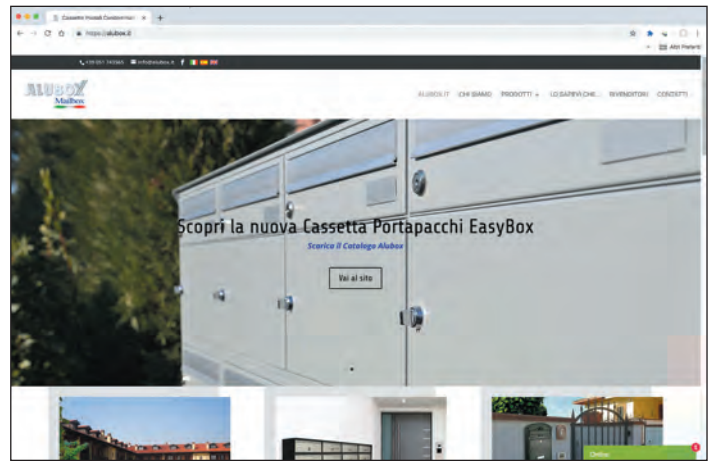 Cassette Postali Condominiali
https://alubox.it
Altri Preferiti
info@alubox.it
ALUBOX
Mailbox
ALUBOX.IT CHI SIAMO PRODOTTI LO SAPEVI CHE... RIVENDITORI CONTATTI
Scopri la nuova Cassetta Portapacchi EasyBox
Scarica il Catalogo Alubox
Vai al sito
Online